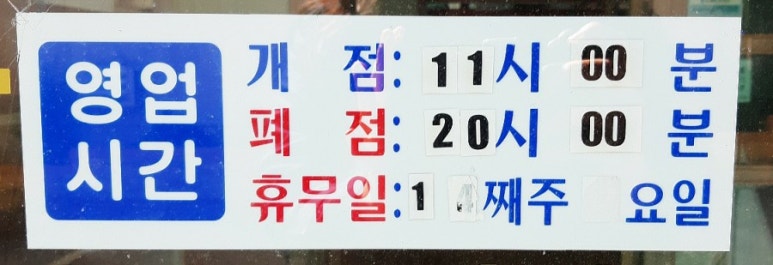 영업
시간
개 점: 11시 00 분
폐 점: 20시 00 분
휴무일: 1 째주 요일